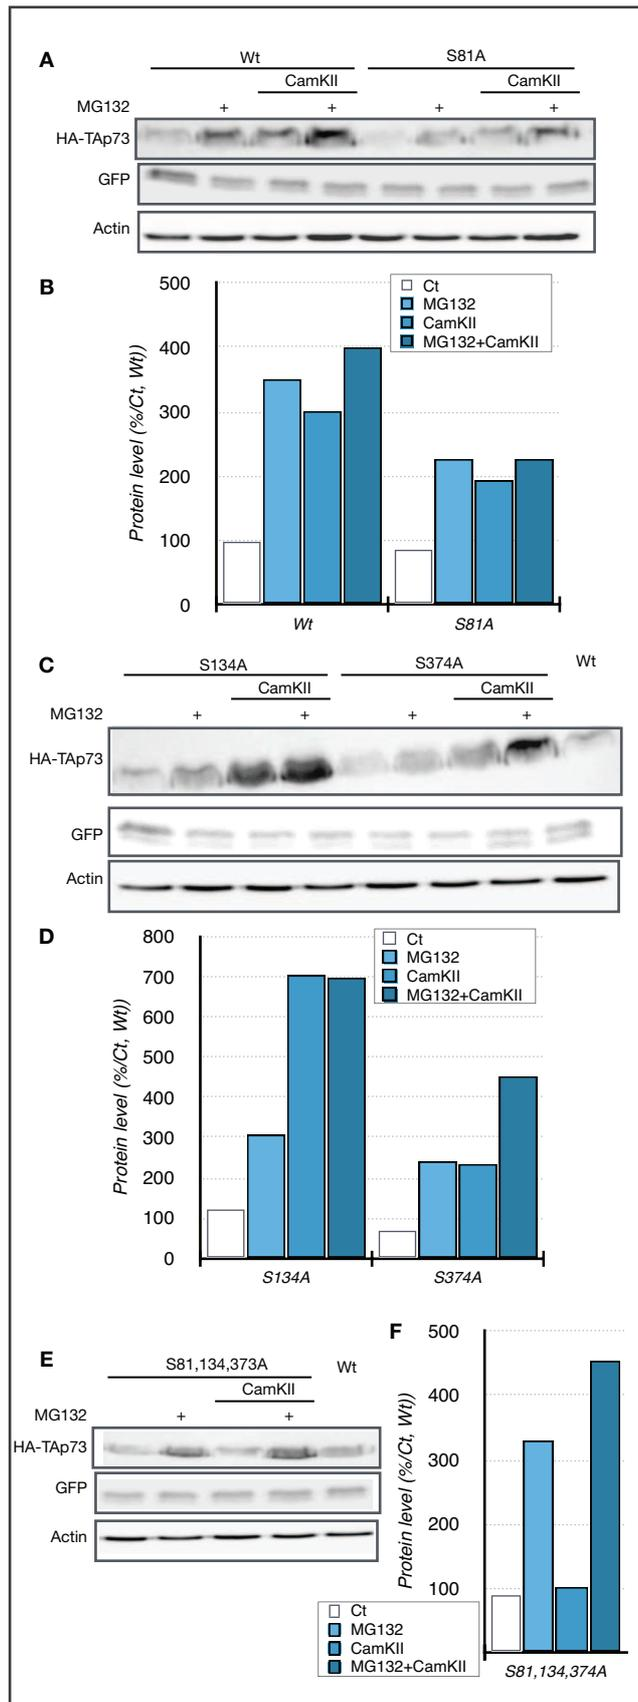 A
Wt S81A
CamKII CamKII
MG132 + + + +
HA-TAp73
GFP
Actin
B
500
400
300
200
100
0
Protein level (%/Ct, Wt))
Ct
MG132
CamKII
MG132+CamKII
Wt S81A
C
S134A S374A Wt
CamKII CamKII
MG132 + + + +
HA-TAp73
GFP
Actin
D
800
700
600
500
400
300
200
100
0
Protein level (%/Ct, Wt))
Ct
MG132
CamKII
MG132+CamKII
S134A S374A
E
S81,134,373A Wt
CamKII
MG132 + +
HA-TAp73
GFP
Actin
F
500
400
300
200
100
Protein level (%/Ct, Wt))
Ct
MG132
CamKII
MG132+CamKII
S81,134,374A